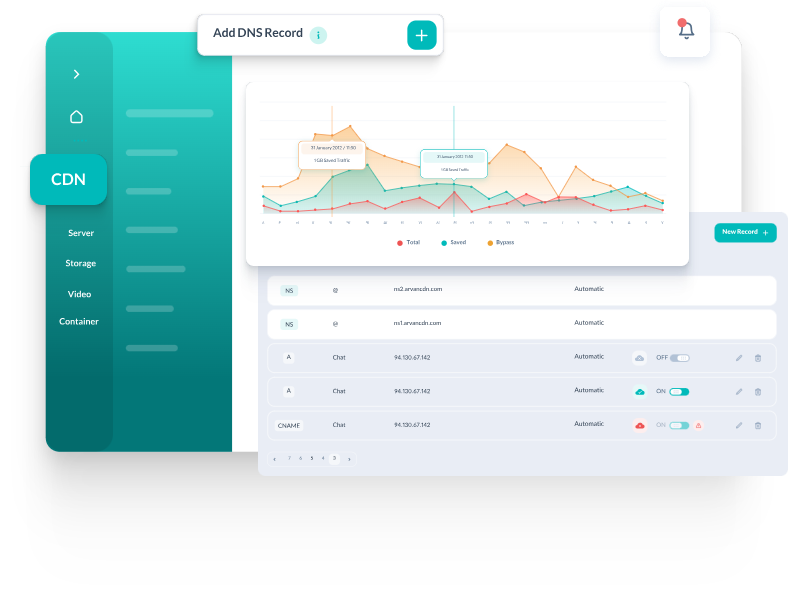 Add DNS Record
i
CDN
Server
Storage
Video
Container
31 January 2012 / 11:50
1GB Saved Traffic
31 January 2012 11:50
1GB Saved Traffic
Total Saved Bypass
New Record +
NS @ ns2.arvancdn.com Automatic
NS @ ns1.arvancdn.com Automatic
A Chat 94.130.67.142 Automatic OFF
A Chat 94.130.67.142 Automatic ON
CNAME Chat 94.130.67.142 Automatic ON
7 6 5 4 3